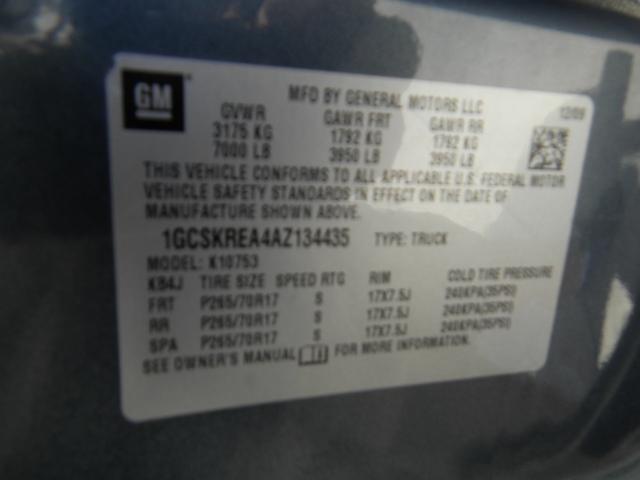 GM
MFD BY GENERAL MOTORS LLC
12/09
GVWR GAWR FRT GAWR RR
3175 KG 1792 KG 1792 KG
7000 LB 3950 LB 3950 LB
THIS VEHICLE CONFORMS TO ALL APPLICABLE U.S. FEDERAL MOTOR
VEHICLE SAFETY STANDARDS IN EFFECT ON THE DATE OF
MANUFACTURE SHOWN ABOVE.
1GCSKREA4AZ134435 TYPE: TRUCK
MODEL: K10753
KB4J TIRE SIZE SPEED RTG RIM COLD TIRE PRESSURE
FRT P265/70R17 S 17X7.5J 240KPA(35PSI)
RR P265/70R17 S 17X7.5J 240KPA(35PSI)
SPA P265/70R17 S 17X7.5J 240KPA(35PSI)
SEE OWNER'S MANUAL FOR MORE INFORMATION.